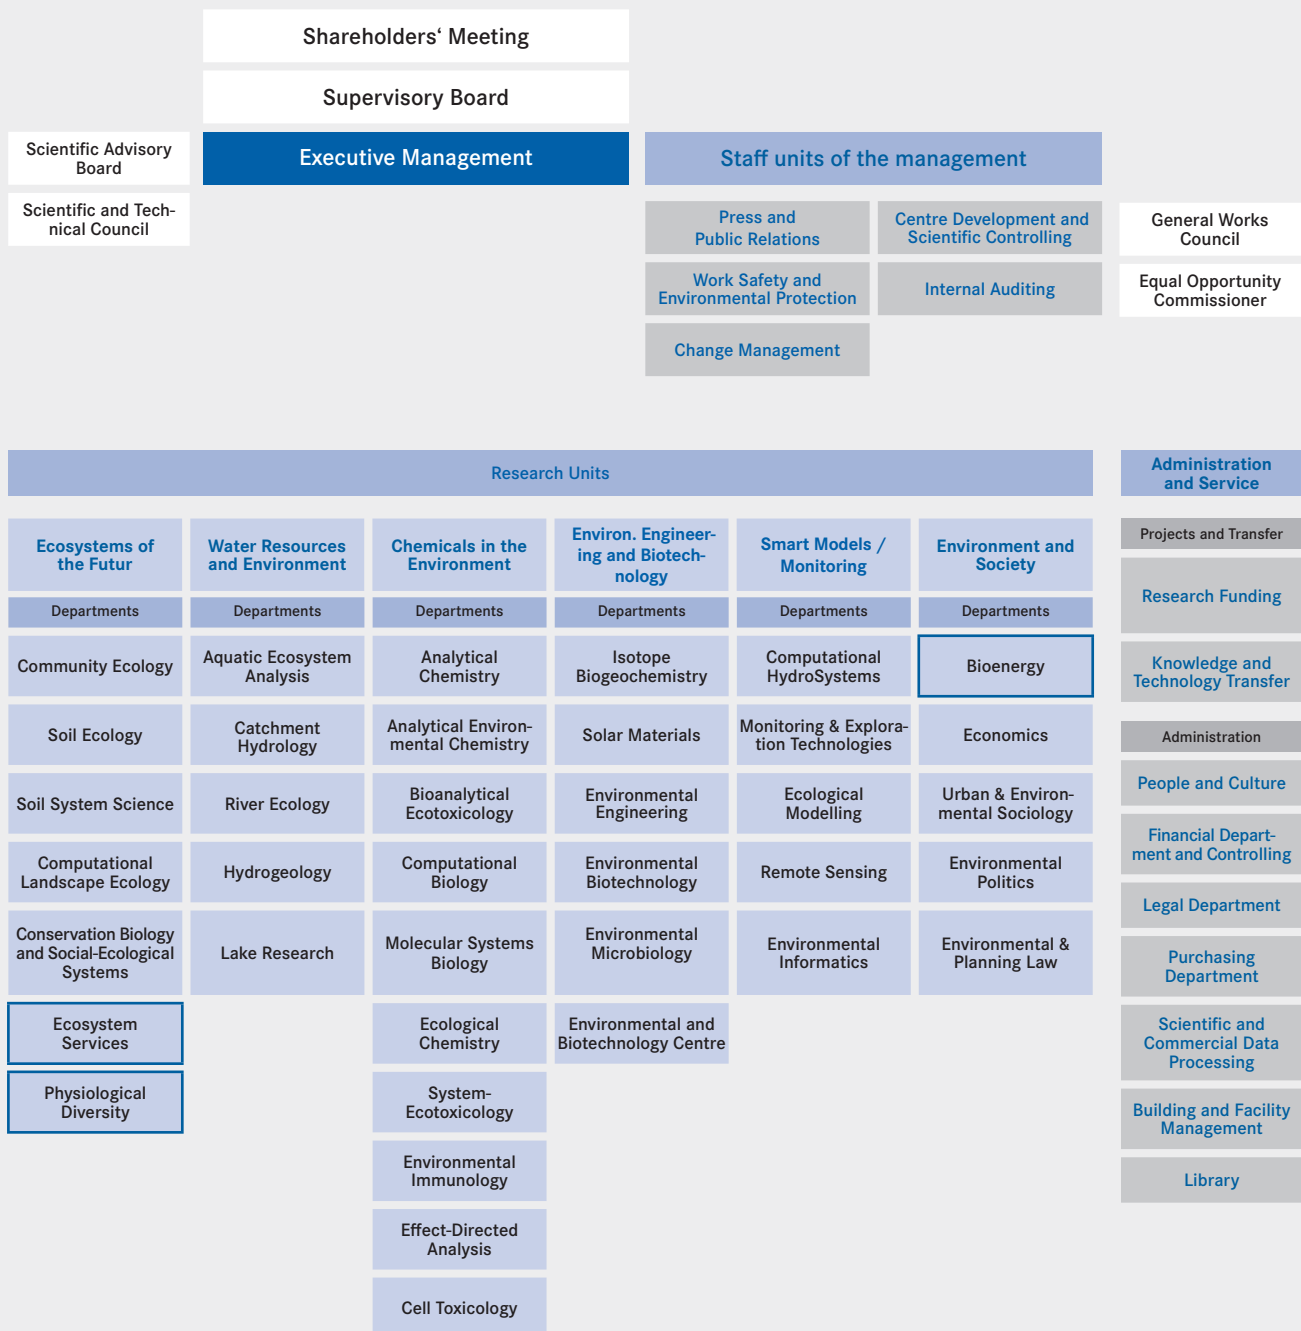 Shareholders‘ Meeting
Supervisory Board
Scientific Advisory
Board
Executive Management
Staff units of the management
Scientific and Tech-
nical Council
Press and
Public Relations
Centre Development and
Scientific Controlling
General Works
Council
Work Safety and
Environmental Protection
Internal Auditing
Equal Opportunity
Commissioner
Change Management
Research Units
Ecosystems of
the Futur
Departments
Community Ecology
Soil Ecology
Soil System Science
Computational
Landscape Ecology
Conservation Biology
and Social-Ecological
Systems
Ecosystem
Services
Physiological
Diversity
Water Resources
and Environment
Departments
Aquatic Ecosystem
Analysis
Catchment
Hydrology
River Ecology
Hydrogeology
Lake Research
Chemicals in the
Environment
Departments
Analytical
Chemistry
Analytical Environ-
mental Chemistry
Bioanalytical
Ecotoxicology
Computational
Biology
Molecular Systems
Biology
Ecological
Chemistry
System-
Ecotoxicology
Environmental
Immunology
Effect-Directed
Analysis
Cell Toxicology
Environ. Engineer-
ing and Biotech-
nology
Departments
Isotope
Biogeochemistry
Solar Materials
Environmental
Engineering
Environmental
Biotechnology
Environmental
Microbiology
Environmental and
Biotechnology Centre
Smart Models /
Monitoring
Departments
Computational
HydroSystems
Monitoring & Explora-
tion Technologies
Ecological
Modelling
Remote Sensing
Environmental
Informatics
Environment and
Society
Departments
Bioenergy
Economics
Urban & Environ-
mental Sociology
Environmental
Politics
Environmental &
Planning Law
Administration
and Service
Projects and Transfer
Research Funding
Knowledge and
Technology Transfer
Administration
People and Culture
Financial Depart-
ment and Controlling
Legal Department
Purchasing
Department
Scientific and
Commercial Data
Processing
Building and Facility
Management
Library